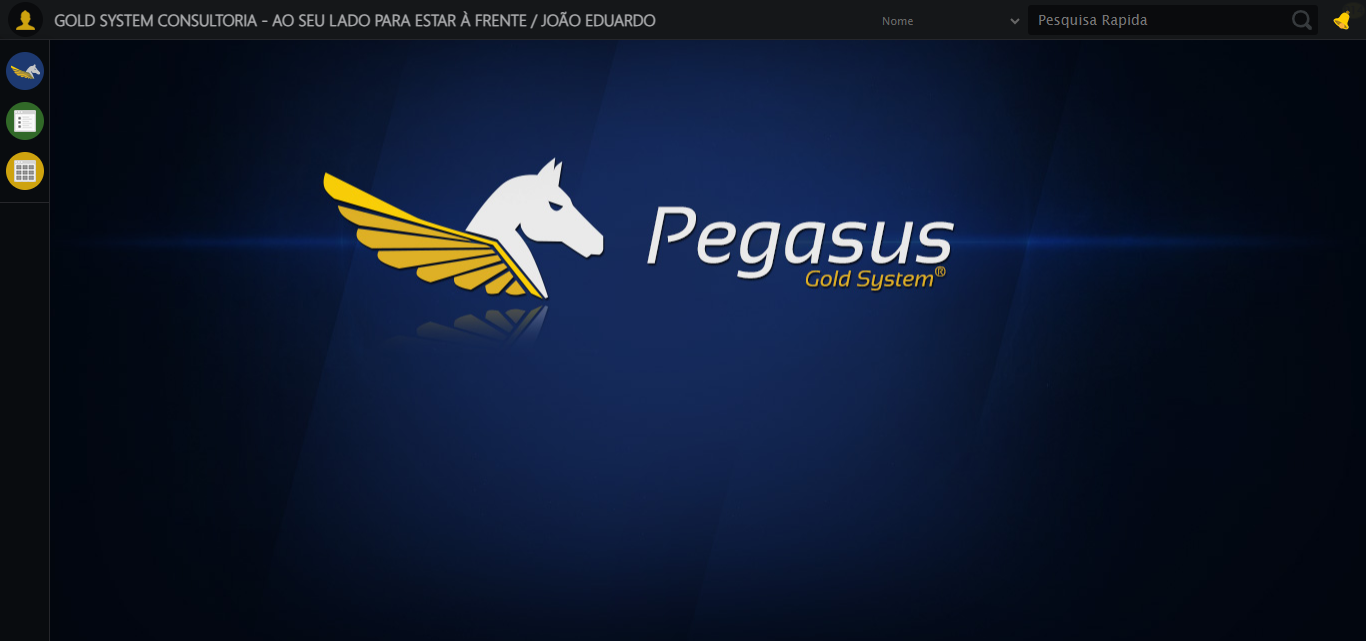 GOLD SYSTEM CONSULTORIA - AO SEU LADO PARA ESTAR À FRENTE / JOÃO EDUARDO
Nome
Pesquisa Rapida
Pegasus
Gold System®